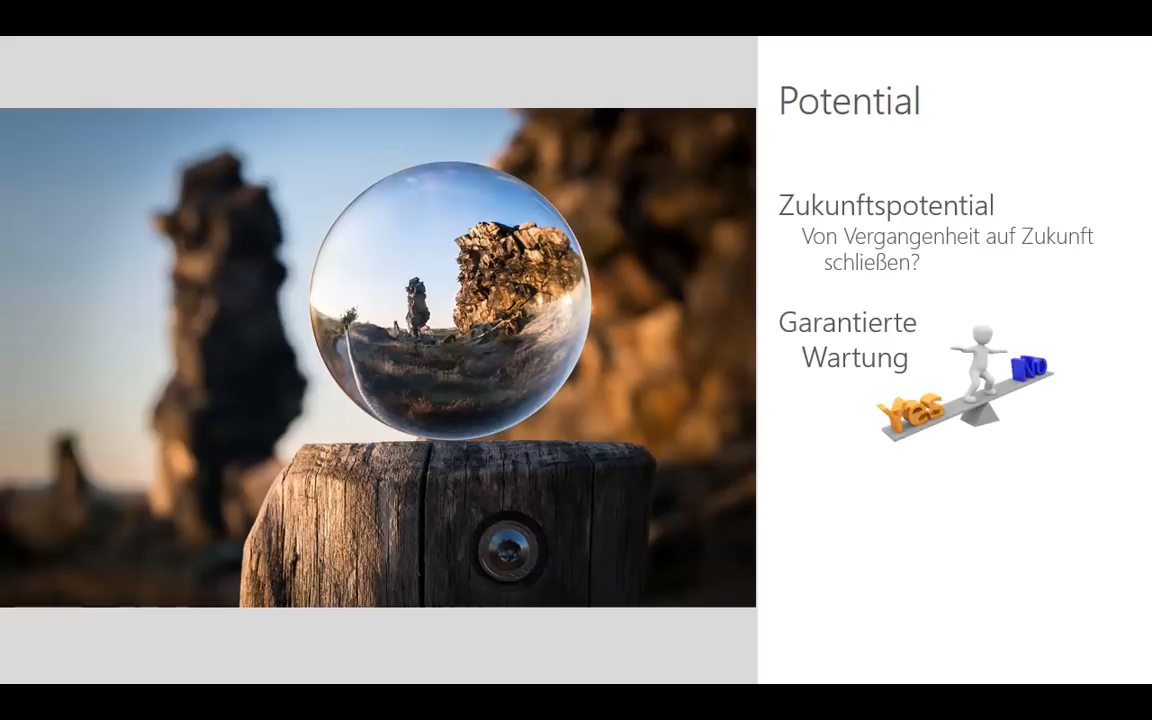 Potential
Zukunftspotential
Von Vergangenheit auf Zukunft
schließen?
Garantierte
Wartung
Yes
No